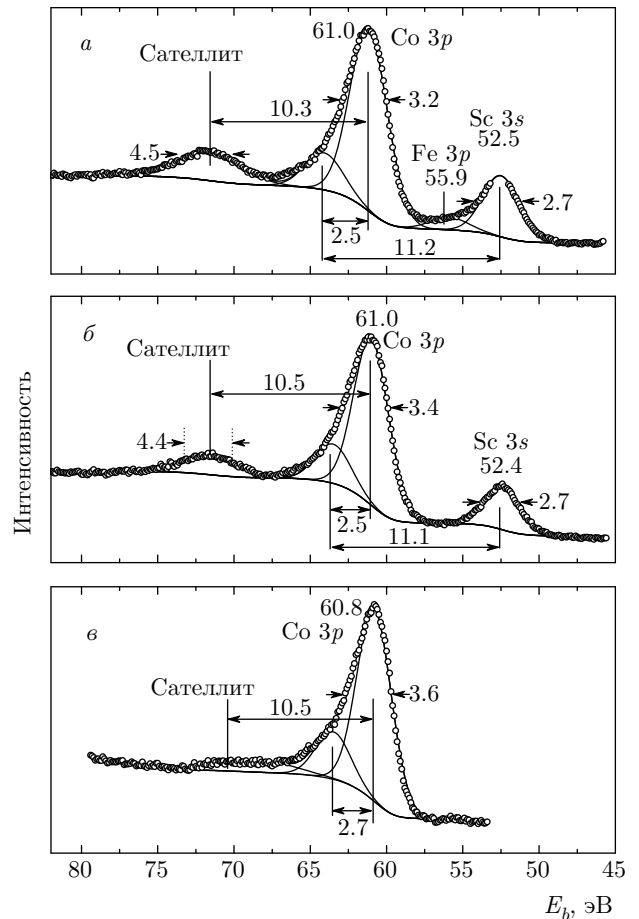 а
61.0 Co 3p
Сателлит
10.3
3.2
Sc 3s
52.5
4.5
Fe 3p
55.9
2.7
2.5
11.2
б
61.0
Co 3p
Сателлит
10.5
3.4
Sc 3s
52.4
4.4
2.7
2.5
11.1
в
60.8
Co 3p
Сателлит
10.5
3.6
2.7
Интенсивность
80 75 70 65 60 55 50 45
E_b, эВ